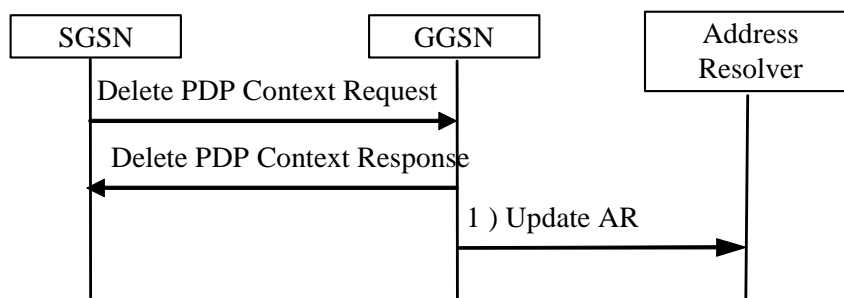 SGSN
GGSN
Address
Resolver
Delete PDP Context Request
Delete PDP Context Response
1 ) Update AR